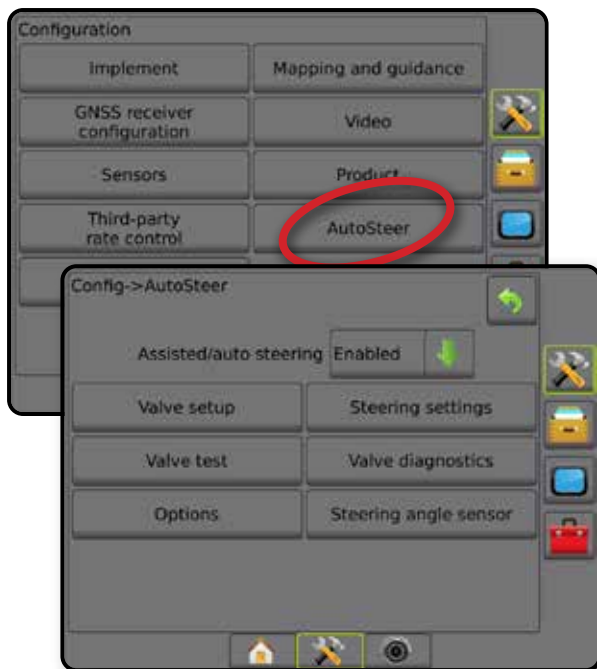 Configuration
Implement
Mapping and guidance
GNSS receiver
configuration
Video
Sensors
Product
Third-party
rate control
AutoSteer
Config->AutoSteer
Assisted/auto steering Enabled
Valve setup
Steering settings
Valve test
Valve diagnostics
Options
Steering angle sensor